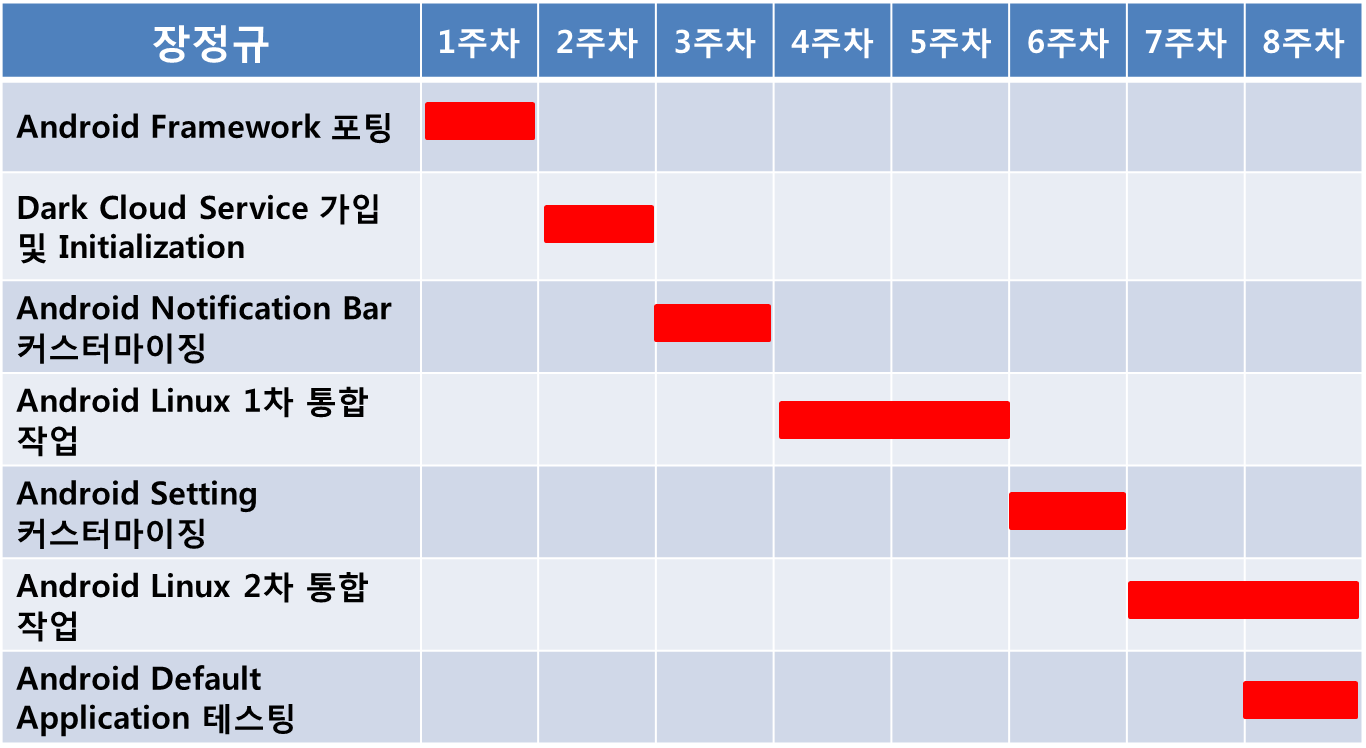 장정규 1주차 2주차 3주차 4주차 5주차 6주차 7주차 8주차
Android Framework 포팅
Dark Cloud Service 가입
및 Initialization
Android Notification Bar
커스터마이징
Android Linux 1차 통합
작업
Android Setting
커스터마이징
Android Linux 2차 통합
작업
Android Default
Application 테스팅